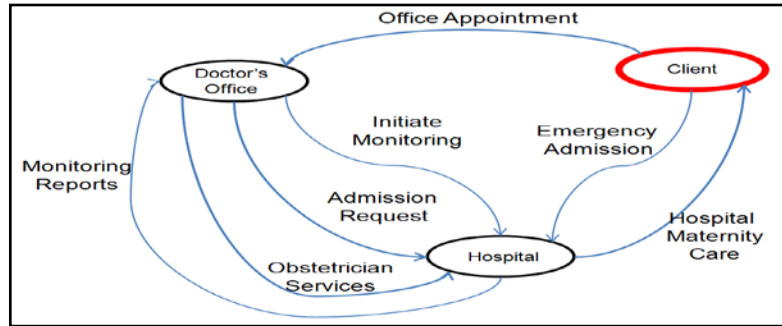 Office Appointment
Doctor's
Office
Client
Initiate
Monitoring
Emergency
Admission
Monitoring
Reports
Admission
Request
Hospital
Maternity
Care
Hospital
Obstetrician
Services